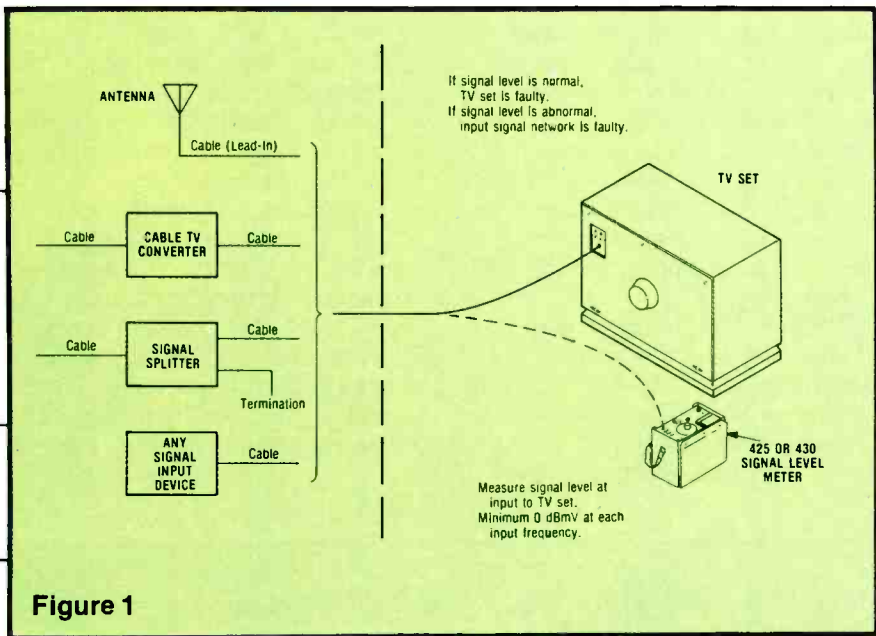 ANTENNA
Cable (Lead-In)
Cable
CABLE TV
CONVERTER
Cable
Cable
SIGNAL
SPLITTER
Cable
Termination
ANY
SIGNAL
INPUT
DEVICE
Cable
If signal level is normal,
TV set is faulty.
If signal level is abnormal,
input signal network is faulty.
TV SET
425 OR 430
SIGNAL LEVEL
METER
Measure signal level at
input to TV set.
Minimum 0 dBmV at each
input frequency.
Figure 1